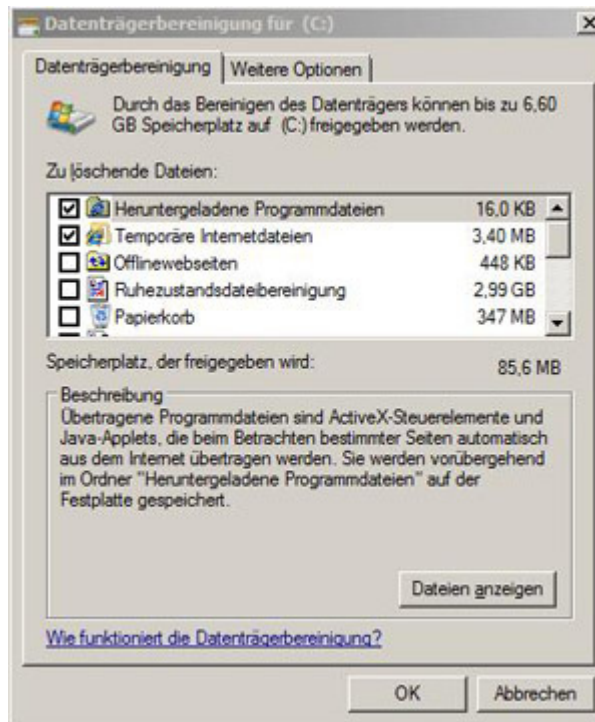 Datenträgerbereinigung für (C:)
Datenträgerbereinigung Weitere Optionen
Durch das Bereinigen des Datenträgers können bis zu 6,60
GB Speicherplatz auf (C:) freigegeben werden.
Zu löschende Dateien:
Heruntergeladene Programmdateien 16,0 KB
Temporäre Internetdateien 3,40 MB
Offlinewebseiten 448 KB
Ruhezustandsdateibereinigung 2,99 GB
Papierkorb 347 MB
Speicherplatz, der freigegeben wird: 85,6 MB
Beschreibung
Übertragene Programmdateien sind ActiveX-Steuerelemente und
Java-Applets, die beim Betrachten bestimmter Seiten automatisch
aus dem Internet übertragen werden. Sie werden vorübergehend
im Ordner "Heruntergeladene Programmdateien" auf der
Festplatte gespeichert.
Dateien anzeigen
Wie funktioniert die Datenträgerbereinigung?
OK Abbrechen